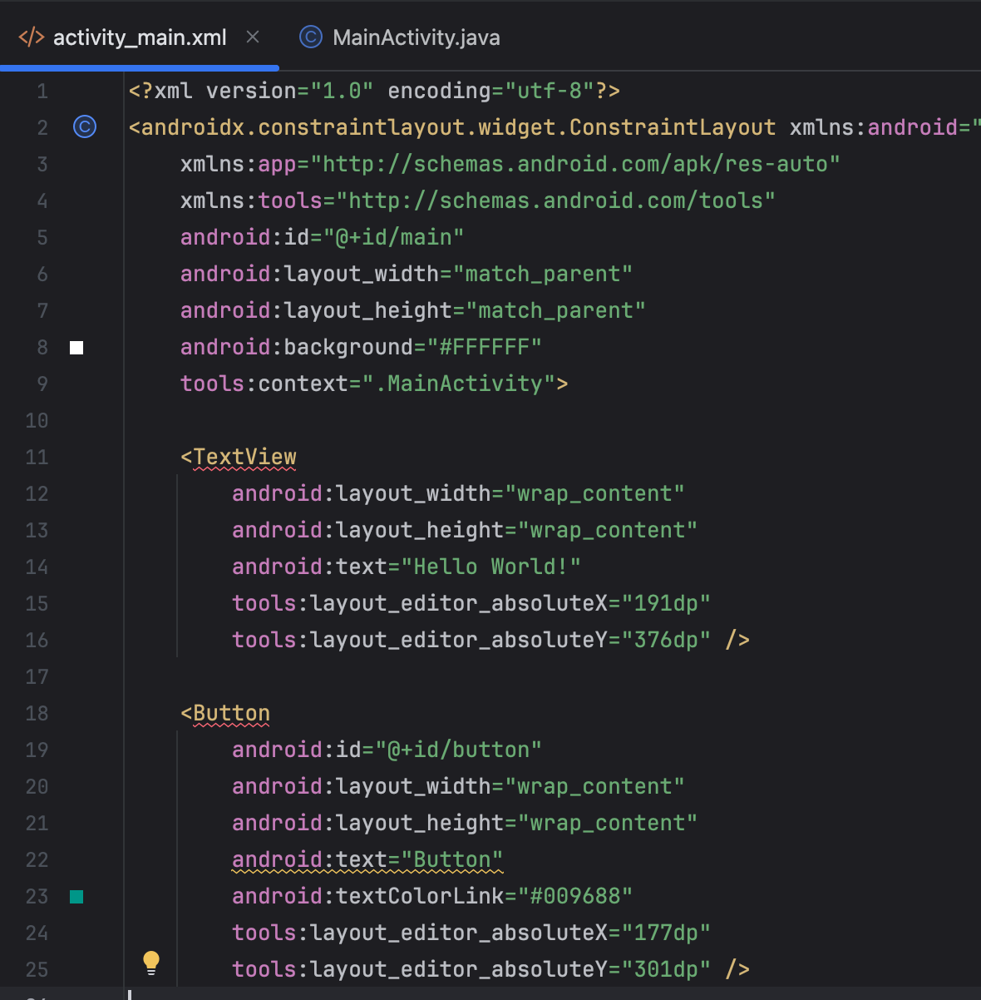 activity_main.xml MainActivity.java
1 <?xml version="1.0" encoding="utf-8"?>
2 <androidx.constraintlayout.widget.ConstraintLayout xmlns:android="
3 xmlns:app="http://schemas.android.com/apk/res-auto"
4 xmlns:tools="http://schemas.android.com/tools"
5 android:id="@+id/main"
6 android:layout_width="match_parent"
7 android:layout_height="match_parent"
8 android:background="#FFFFFF"
9 tools:context=".MainActivity">
10
11 <TextView
12 android:layout_width="wrap_content"
13 android:layout_height="wrap_content"
14 android:text="Hello World!"
15 tools:layout_editor_absoluteX="191dp"
16 tools:layout_editor_absoluteY="376dp" />
17
18 <Button
19 android:id="@+id/button"
20 android:layout_width="wrap_content"
21 android:layout_height="wrap_content"
22 android:text="Button"
23 android:textColorLink="#009688"
24 tools:layout_editor_absoluteX="177dp"
25 tools:layout_editor_absoluteY="301dp" />